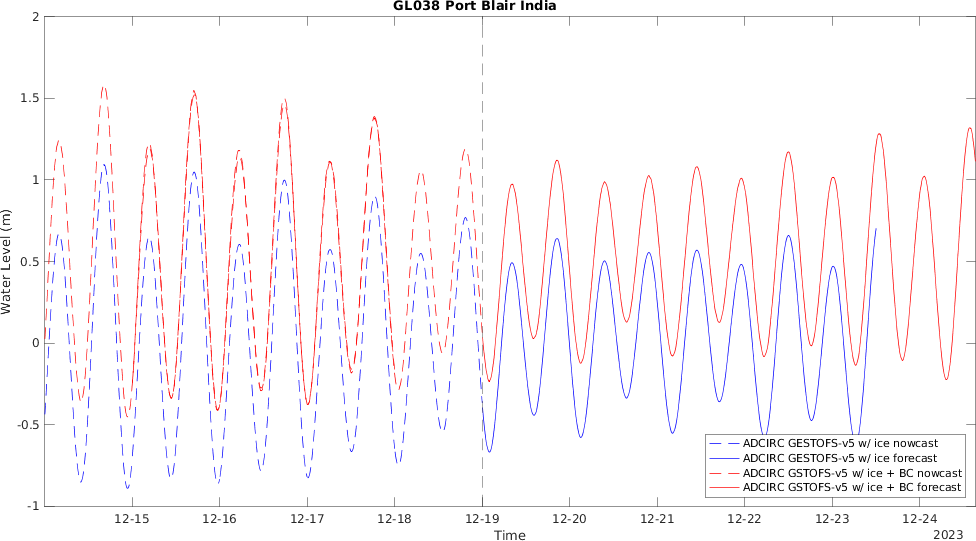 GL038 Port Blair India
2
1.5
1
0.5
0
-0.5
-1
Water Level (m)
12-15 12-16 12-17 12-18 12-19 12-20 12-21 12-22 12-23 12-24
Time
2023
ADCIRC GESTOFS-v5 w/ ice nowcast
ADCIRC GESTOFS-v5 w/ ice forecast
ADCIRC GSTOFS-v5 w/ ice + BC nowcast
ADCIRC GSTOFS-v5 w/ ice + BC forecast